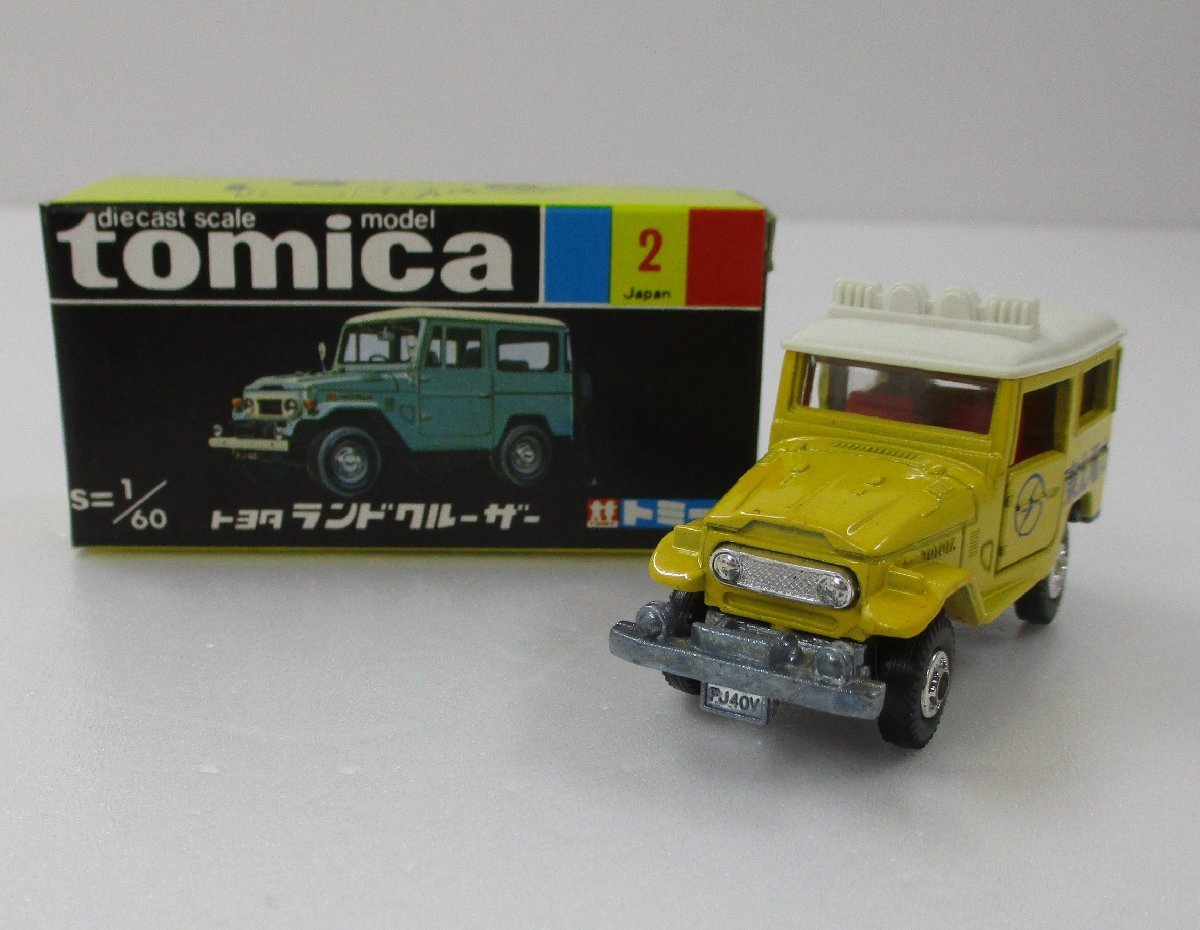 diecast scale model
tomica
2
Japan
S=1/60
トヨタ ランドクルーザー
トミー
TOYOTA
FJ40V